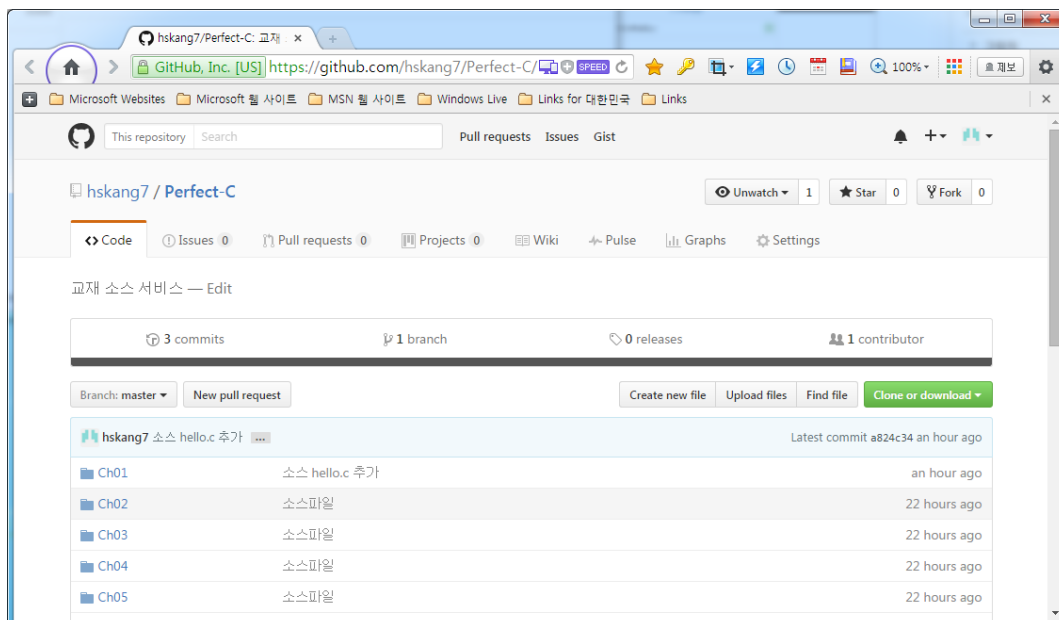 hskang7/Perfect-C: 교재
GitHub, Inc. [US] https://github.com/hskang7/Perfect-C/ SPEED 100% 제보
Microsoft Websites Microsoft 웹 사이트 MSN 웹 사이트 Windows Live Links for 대한민국 Links
This repository Search Pull requests Issues Gist
hskang7 / Perfect-C Unwatch 1 Star 0 Fork 0
Code Issues 0 Pull requests 0 Projects 0 Wiki Pulse Graphs Settings
교재 소스 서비스 — Edit
3 commits 1 branch 0 releases 1 contributor
Branch: master New pull request Create new file Upload files Find file Clone or download
hskang7 소스 hello.c 추가 ... Latest commit a824c34 an hour ago
Ch01 소스 hello.c 추가 an hour ago
Ch02 소스파일 22 hours ago
Ch03 소스파일 22 hours ago
Ch04 소스파일 22 hours ago
Ch05 소스파일 22 hours ago